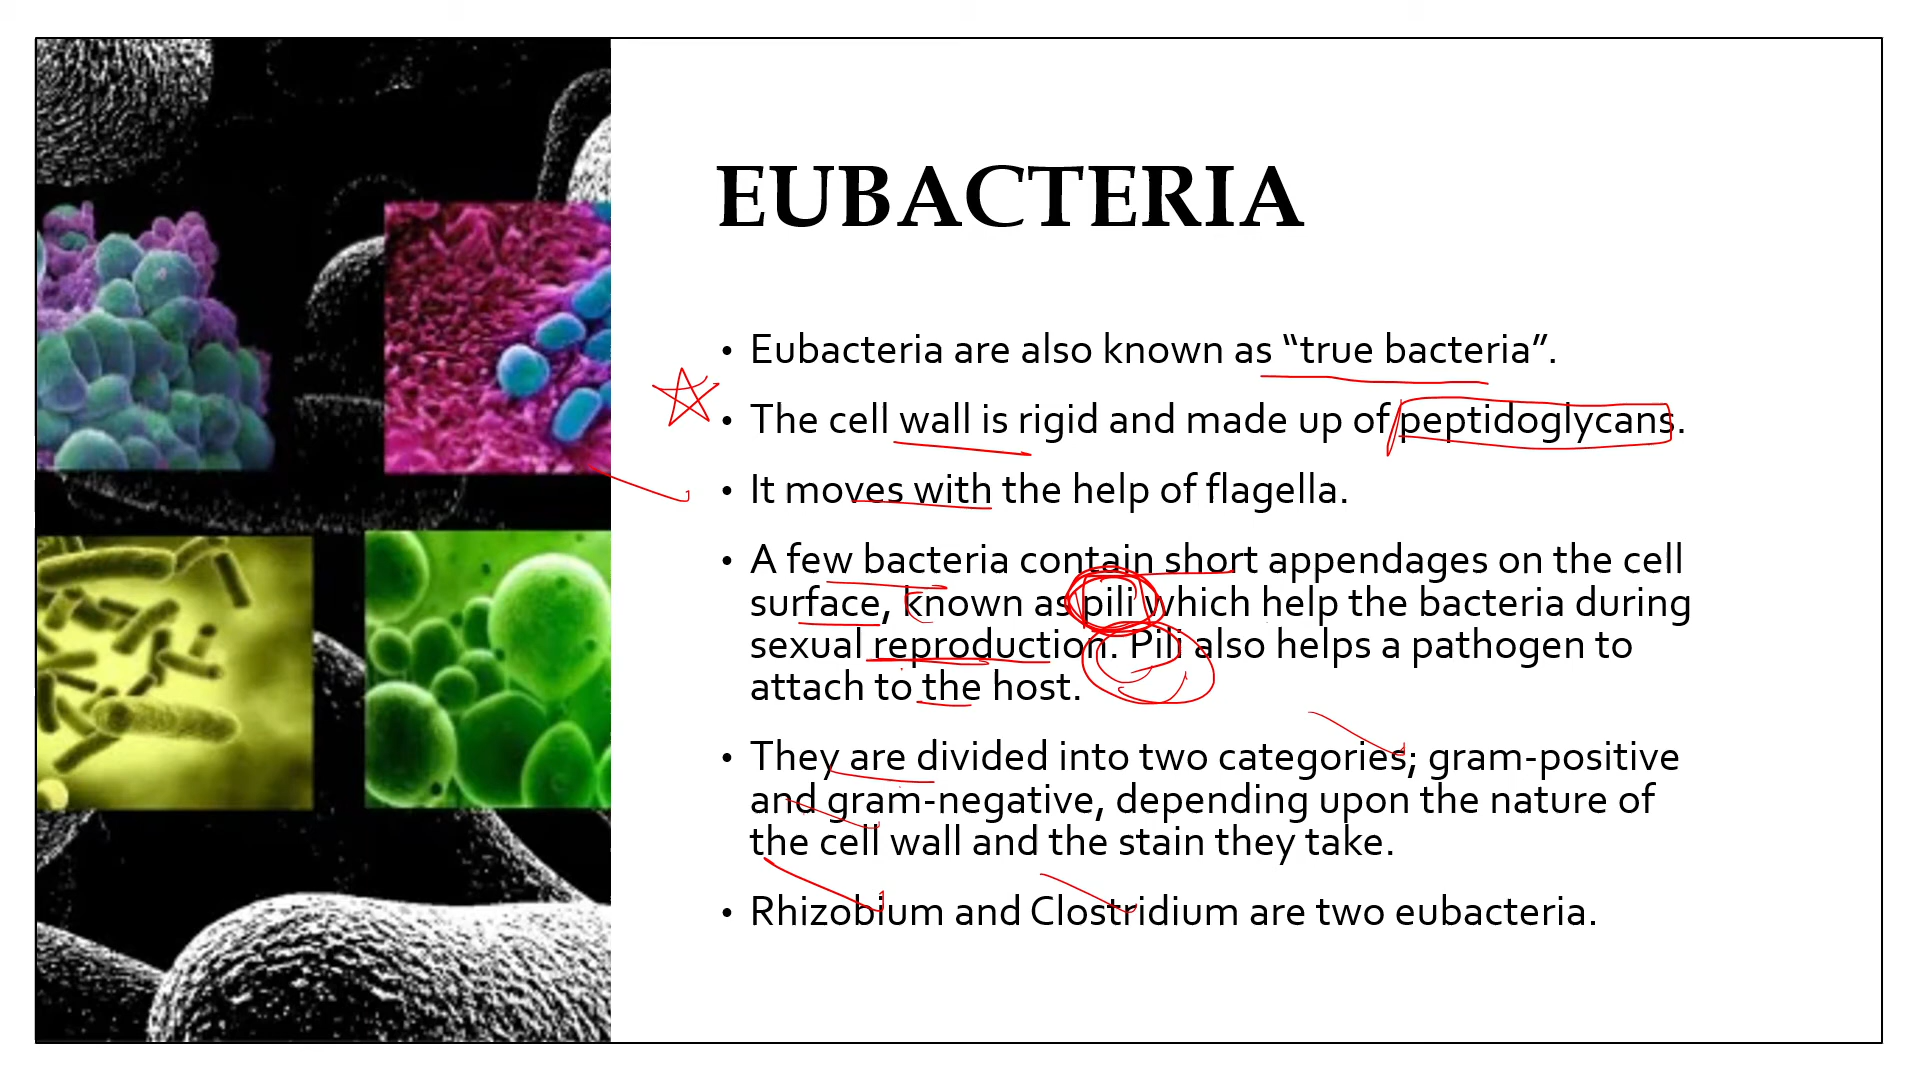 EUBACTERIA
• Eubacteria are also known as “true bacteria”.
• The cell wall is rigid and made up of peptidoglycans.
• It moves with the help of flagella.
• A few bacteria contain short appendages on the cell
surface, known as pili which help the bacteria during
sexual reproduction. Pili also helps a pathogen to
attach to the host.
• They are divided into two categories; gram-positive
and gram-negative, depending upon the nature of
the cell wall and the stain they take.
• Rhizobium and Clostridium are two eubacteria.